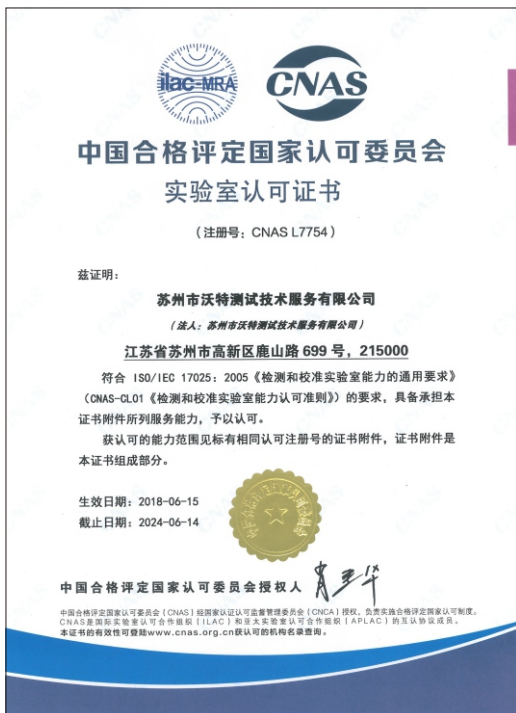 ilac-MRA
CNAS
中国合格评定国家认可委员会
实验室认可证书
(注册号：CNAS L7754)
兹证明：
苏州市沃特测试技术服务有限公司
(法人：苏州市沃特测试技术服务有限公司)
江苏省苏州市高新区鹿山路 699 号，215000
符合 ISO/IEC 17025：2005《检测和校准实验室能力的通用要求》
(CNAS-CL01《检测和校准实验室能力认可准则》)的要求，具备承担本
证书附件所列服务能力，予以认可。
获认可的能力范围见标有相同认可注册号的证书附件，证书附件是
本证书组成部分。
生效日期：2018-06-15
截止日期：2024-06-14
中国合格评定国家认可委员会授权人
中国合格评定国家认可委员会(CNAS)经国家认证认可监督管理委员会(CNCA)授权，负责实施合格评定国家认可制度。
CNAS是国际实验室认可合作组织(ILAC)和亚太实验室认可合作组织(APLAC)的互认协议成员。
本证书的有效性可登陆www.cnas.org.cn获认可的机构名录查询。